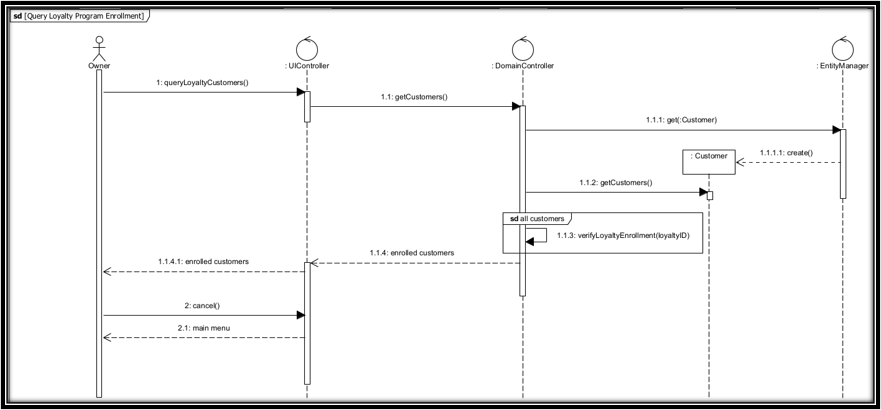 sd [Query Loyalty Program Enrollment]
Owner
: UIController
: DomainController
: EntityManager
1: queryLoyaltyCustomers()
1.1: getCustomers()
1.1.1: get(:Customer)
: Customer
1.1.1.1: create()
1.1.2: getCustomers()
sd all customers
1.1.3: verifyLoyaltyEnrollment(loyaltyID)
1.1.4: enrolled customers
1.1.4.1: enrolled customers
2: cancel()
2.1: main menu